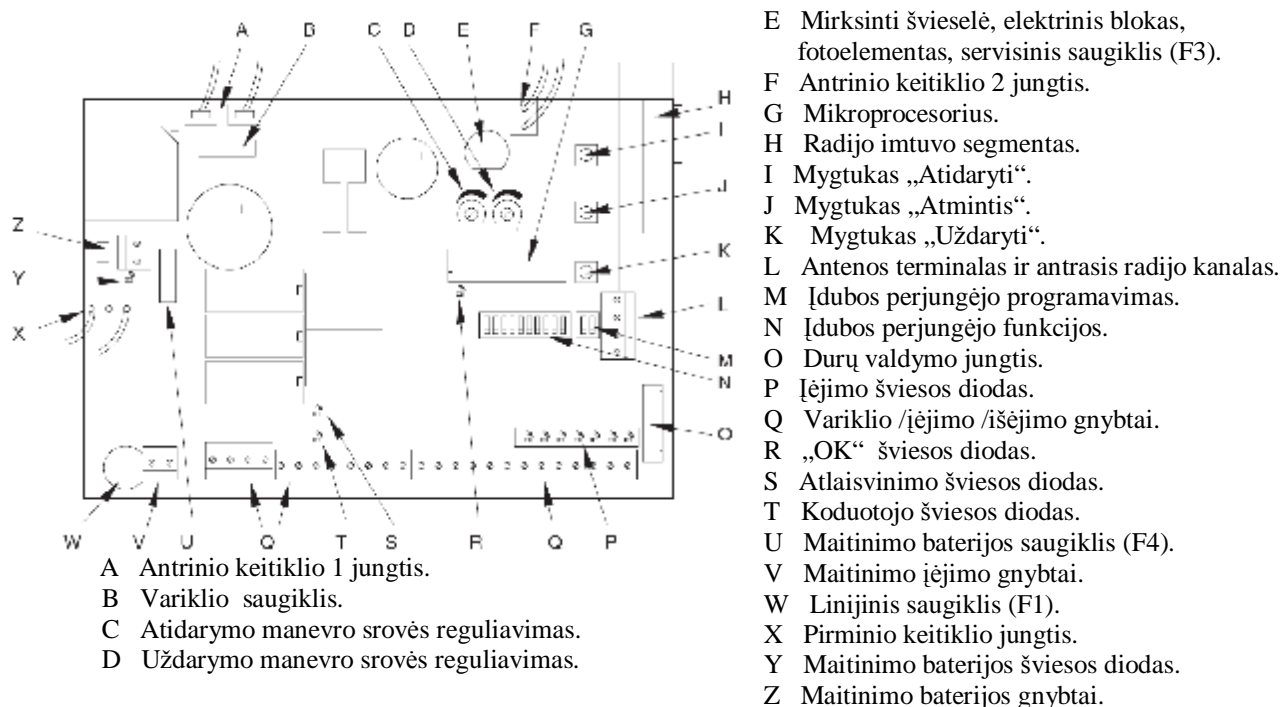 A B C D E F G
H
I
J
K
L
M
N
O
Z
Y
X
W V U Q T S R Q P
A Antrinio keitiklio 1 jungtis.
B Variklio saugiklis.
C Atidarymo manevro srovės reguliavimas.
D Uždarymo manevro srovės reguliavimas.
E Mirksinti švieselė, elektrinis blokas,
fotoelementas, servisinis saugiklis (F3).
F Antrinio keitiklio 2 jungtis.
G Mikroprocesorius.
H Radijo imtuvo segmentas.
I Mygtukas „Atidaryti“.
J Mygtukas „Atmintis“.
K Mygtukas „Uždaryti“.
L Antenos terminalas ir antrasis radijo kanalas.
M Įdubos perjungėjo programavimas.
N Įdubos perjungėjo funkcijos.
O Durų valdymo jungtis.
P Įėjimo šviesos diodas.
Q Variklio /įėjimo /išėjimo gnybtai.
R „OK“ šviesos diodas.
S Atlaisvinimo šviesos diodas.
T Koduotojo šviesos diodas.
U Maitinimo baterijos saugiklis (F4).
V Maitinimo įėjimo gnybtai.
W Linijinis saugiklis (F1).
X Pirminio keitiklio jungtis.
Y Maitinimo baterijos šviesos diodas.
Z Maitinimo baterijos gnybtai.